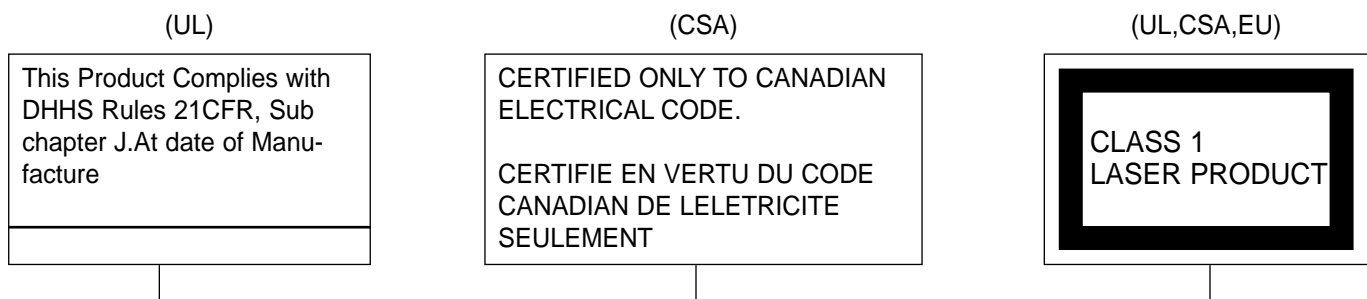 (UL)
This Product Complies with
DHHS Rules 21CFR, Sub
chapter J.At date of Manu-
facture
(CSA)
CERTIFIED ONLY TO CANADIAN
ELECTRICAL CODE.
CERTIFIE EN VERTU DU CODE
CANADIAN DE LELETRICITE
SEULEMENT
(UL,CSA,EU)
CLASS 1
LASER PRODUCT